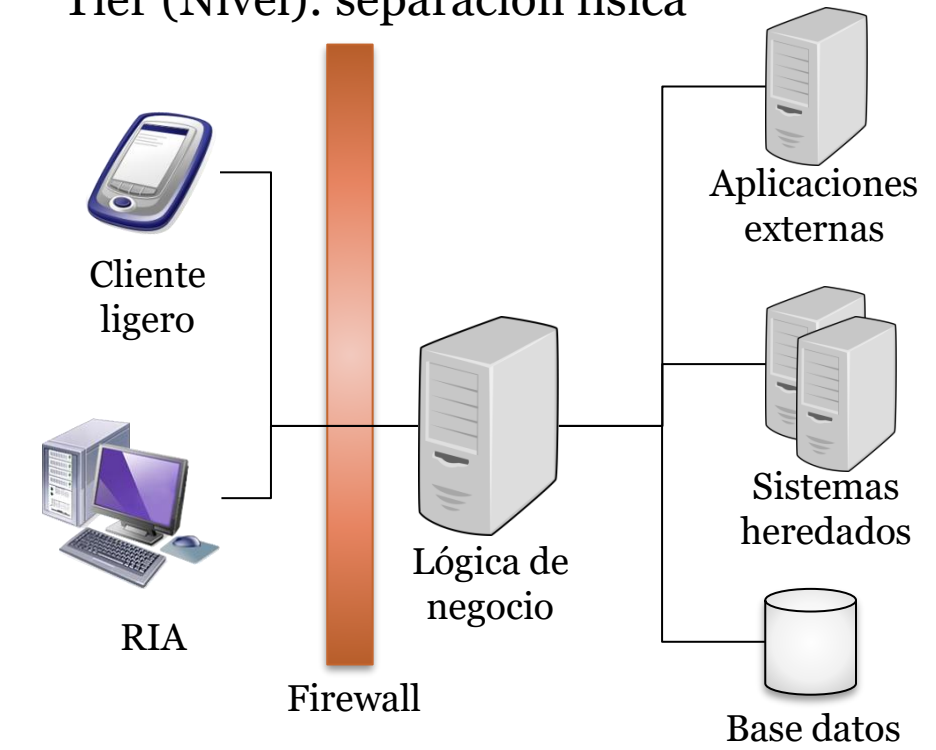 Tier (Nivel): separación física
Aplicaciones
externas
Cliente
ligero
Sistemas
heredados
Lógica de
negocio
RIA
Firewall
Base datos